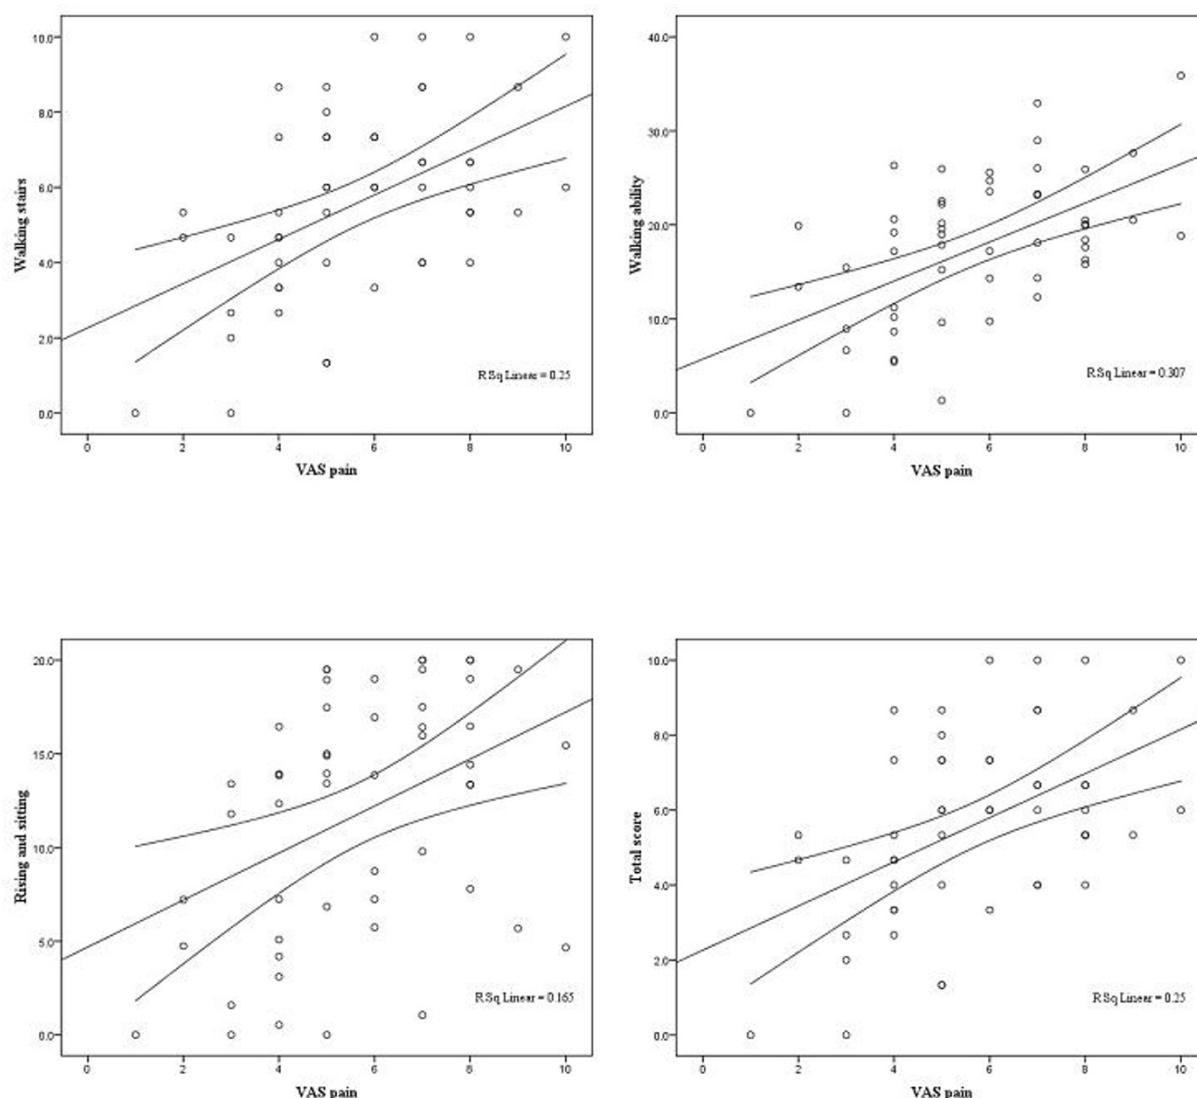 10.0
8.0
6.0
4.0
2.0
0.0
Walking stairs
R Sq Linear = 0.25
0 2 4 6 8 10
VAS pain
40.0
30.0
20.0
10.0
0.0
Walking ability
R Sq Linear = 0.307
0 2 4 6 8 10
VAS pain
20.0
15.0
10.0
5.0
0.0
Rising and sitting
R Sq Linear = 0.165
0 2 4 6 8 10
VAS pain
10.0
8.0
6.0
4.0
2.0
0.0
Total score
R Sq Linear = 0.25
0 2 4 6 8 10
VAS pain